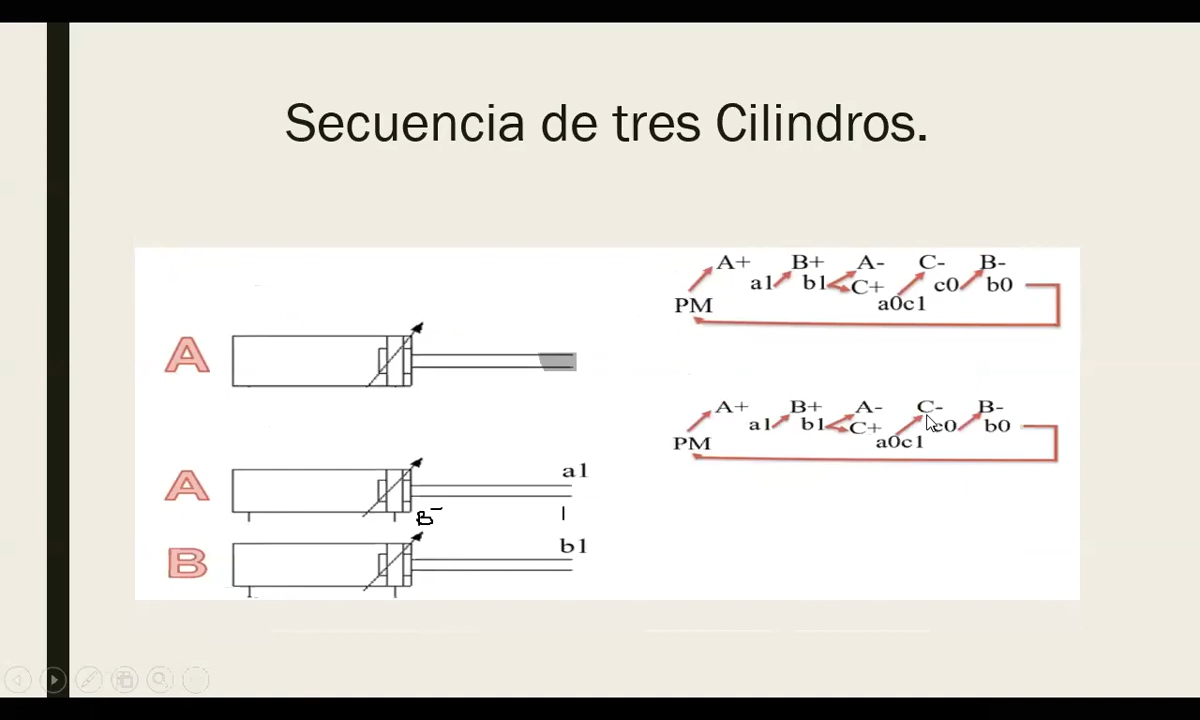 Secuencia de tres Cilindros.
A+ B+ A- C- B-
a1 b1 C+ c0 b0
PM a0c1
A
A+ B+ A- C- B-
a1 b1 C+ c0 b0
PM a0c1
A a1
B-
B b1